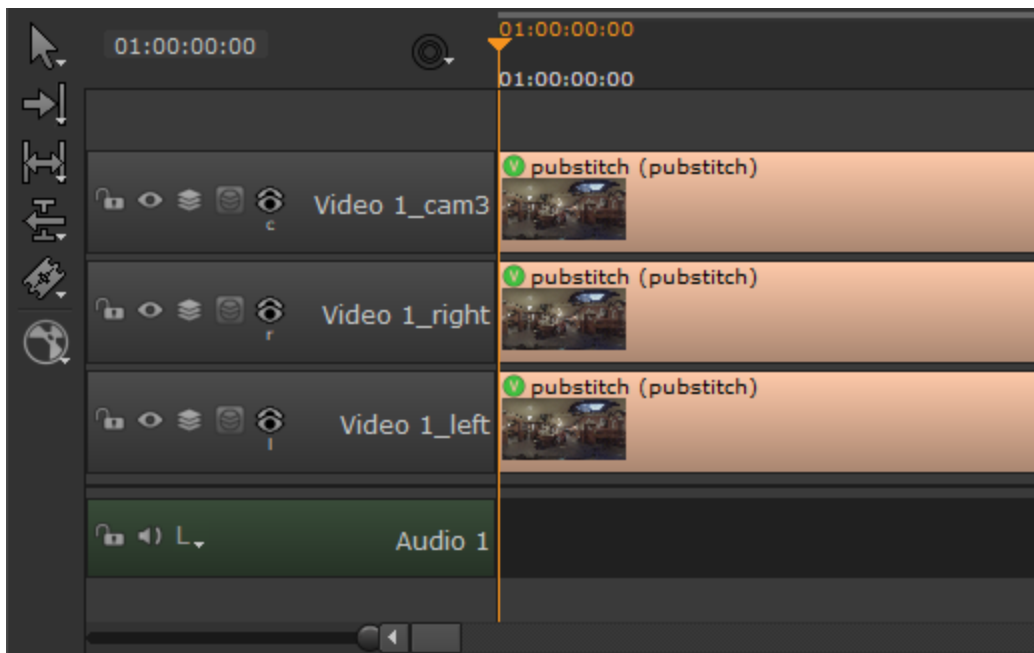 01:00:00:00
01:00:00:00
01:00:00:00
c
Video 1_cam3
V pubstitch (pubstitch)
r
Video 1_right
V pubstitch (pubstitch)
l
Video 1_left
V pubstitch (pubstitch)
L
Audio 1